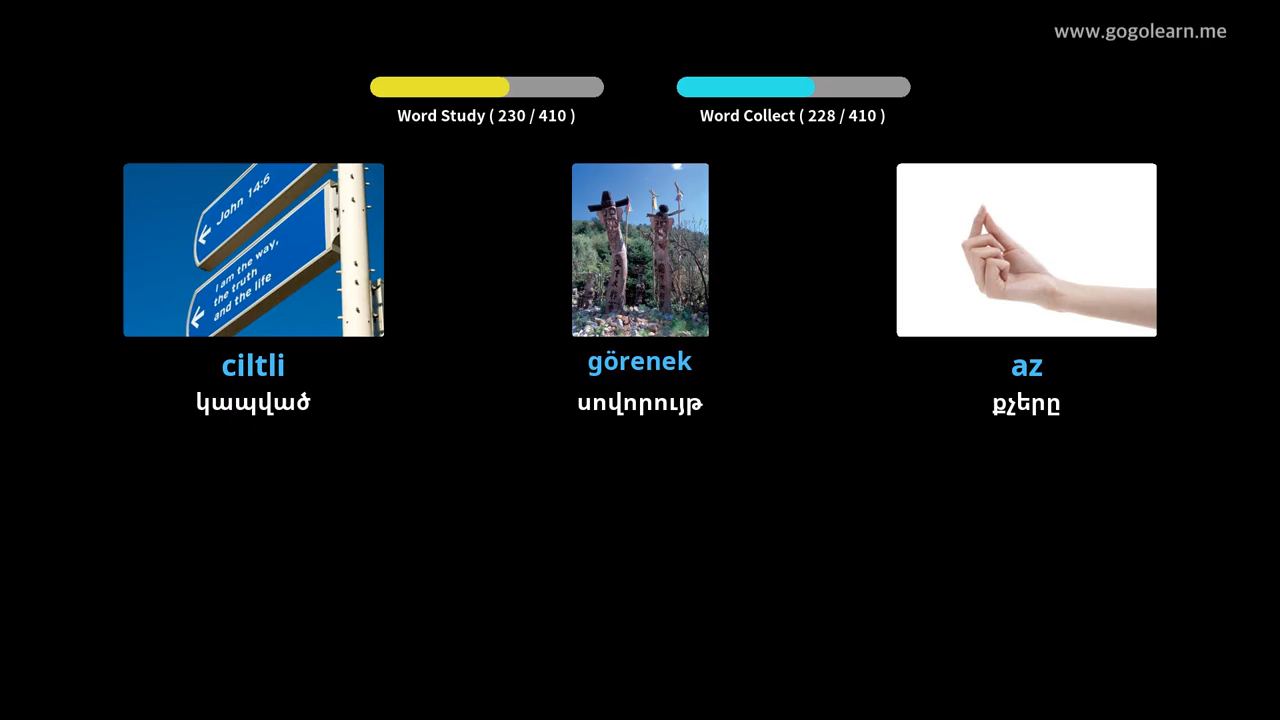 www.gogolearn.me
Word Study ( 230 / 410 )
Word Collect ( 228 / 410 )
John 14:6
I am the way,
the truth
and the life
ciltli
görenek
az
կապված
սովորույթ
քչերը